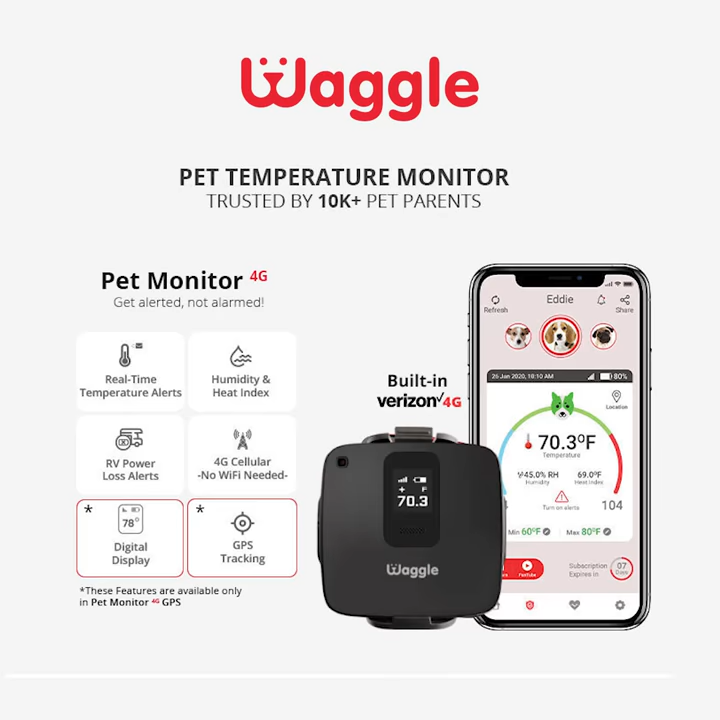 Waggle
PET TEMPERATURE MONITOR
TRUSTED BY 10K+ PET PARENTS
Pet Monitor 4G
Get alerted, not alarmed!
Real-Time
Temperature Alerts
Humidity &
Heat Index
RV Power
Loss Alerts
4G Cellular
-No WiFi Needed-
*
78°
Digital
Display
*
GPS
Tracking
*These Features are available only
in Pet Monitor 4G GPS
Built-in
verizon✓4G
F
70.3
Waggle
Refresh
Eddie
Share
26 Jan 2020, 10:10 AM
80%
Location
70.3°F
Temperature
45.0% RH
Humidity
69.0°F
Heat Index
Turn on alerts
104
Min 60°F
Max 80°F
YouTube
Subscription
Expires in
07
Days